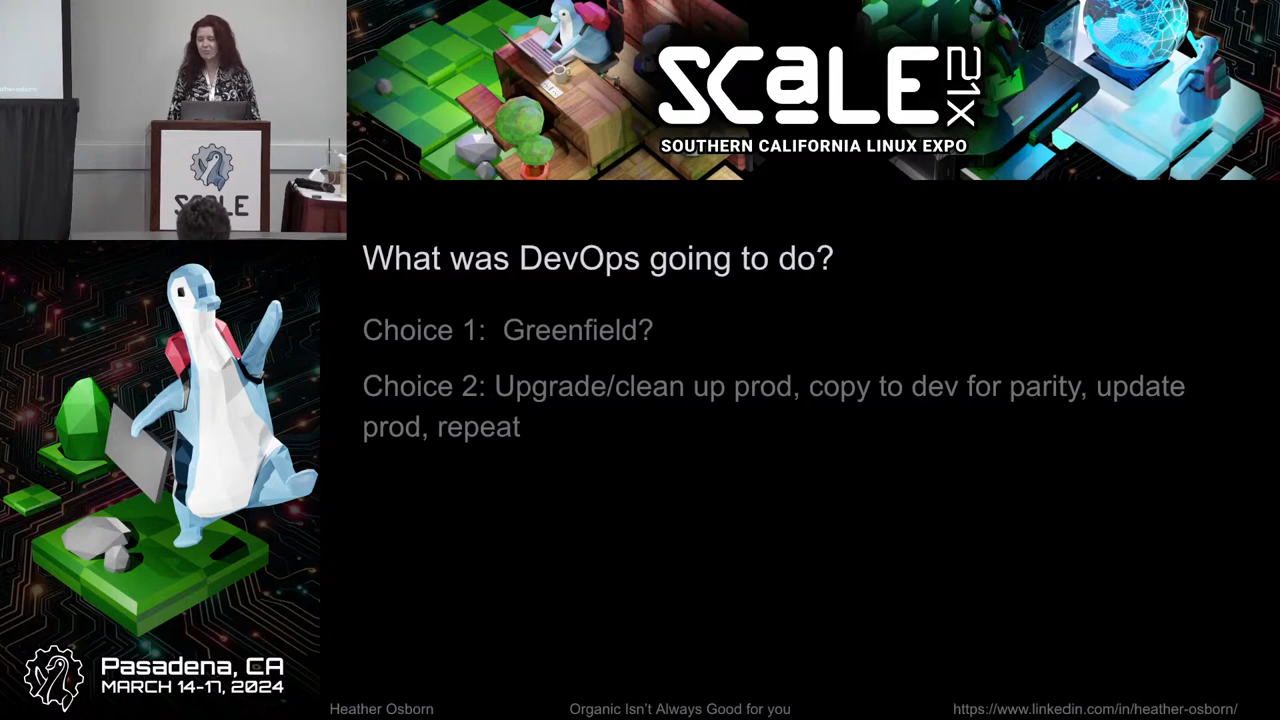 SCALE 21X
SOUTHERN CALIFORNIA LINUX EXPO
SCALE
What was DevOps going to do?
Choice 1:  Greenfield?
Choice 2: Upgrade/clean up prod, copy to dev for parity, update
prod, repeat
Pasadena, CA
MARCH 14-17, 2024
Heather Osborn
Organic Isn't Always Good for you
https://www.linkedin.com/in/heather-osborn/